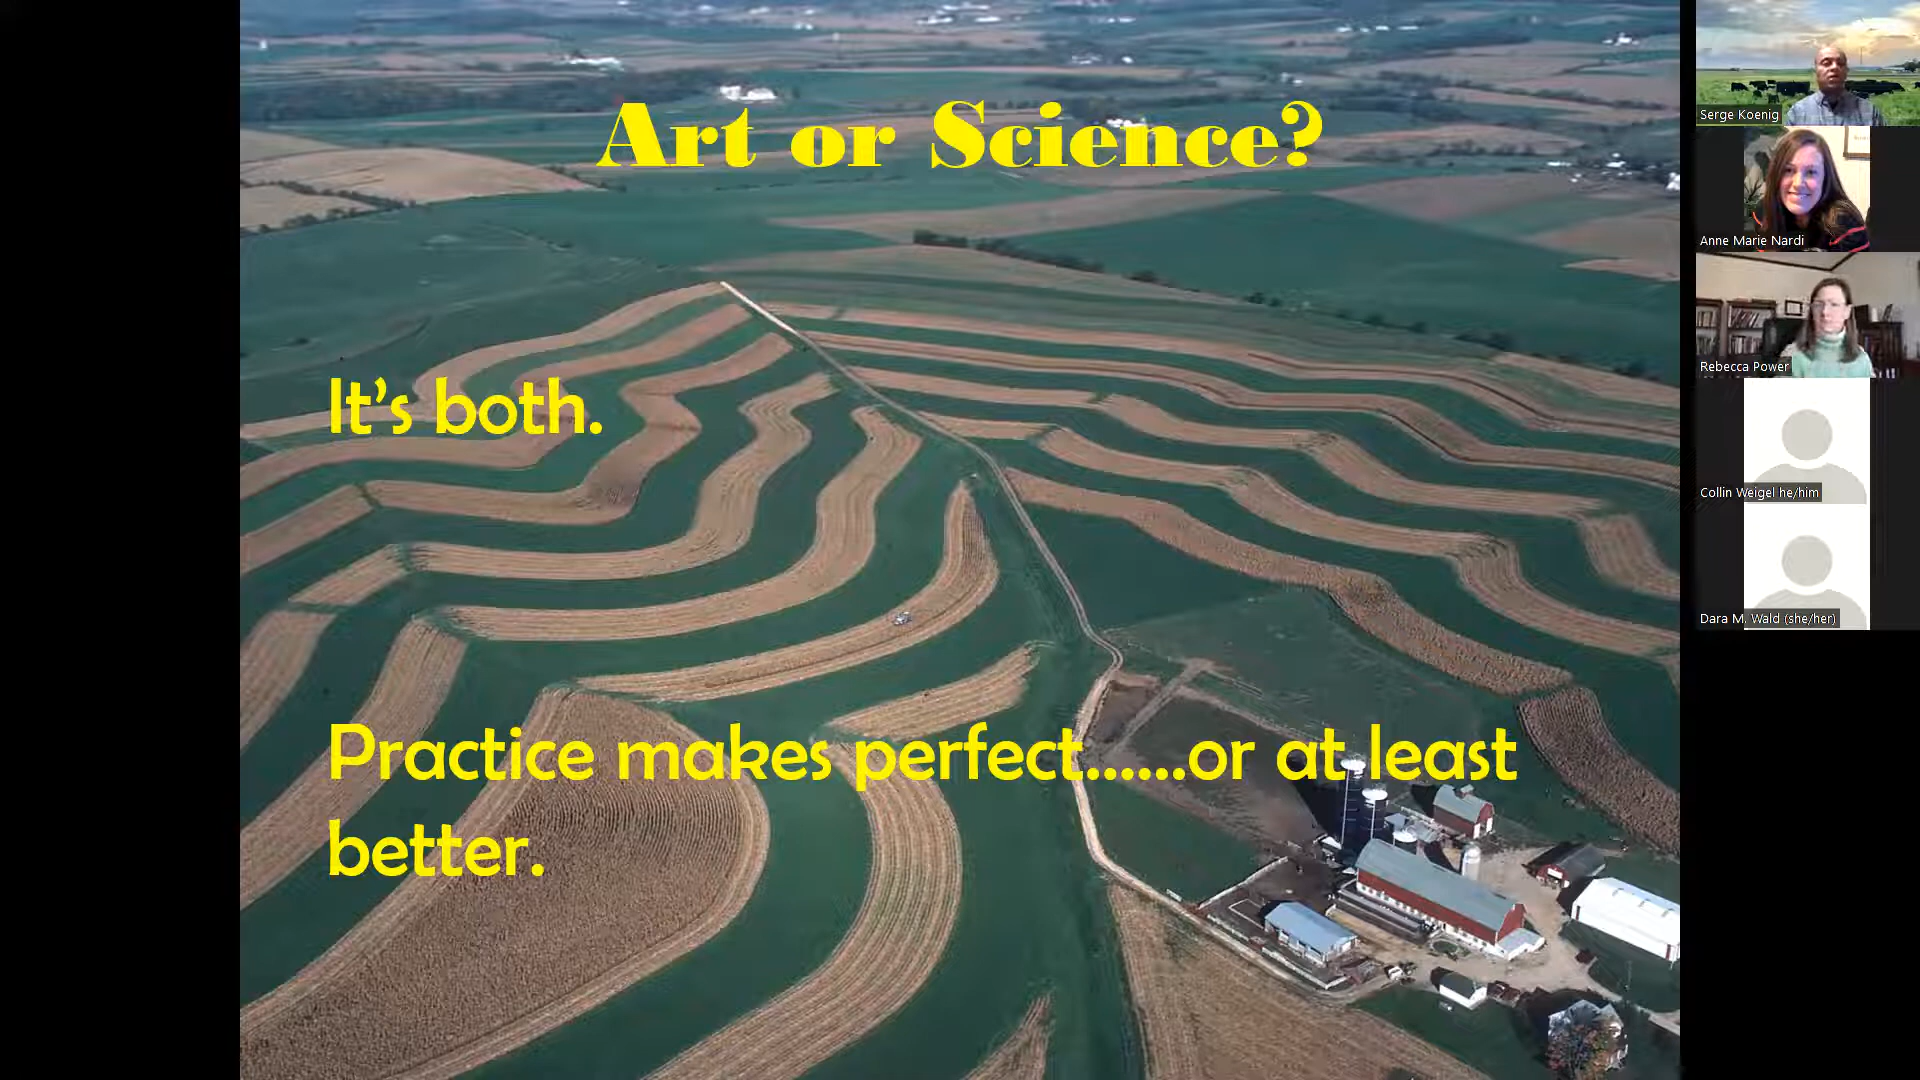 Art or Science?
It's both.
Practice makes perfect......or at least
better.
Serge Koenig
Anne Marie Nardi
Rebecca Power
Collin Weigel he/him
Dara M. Wald (she/her)